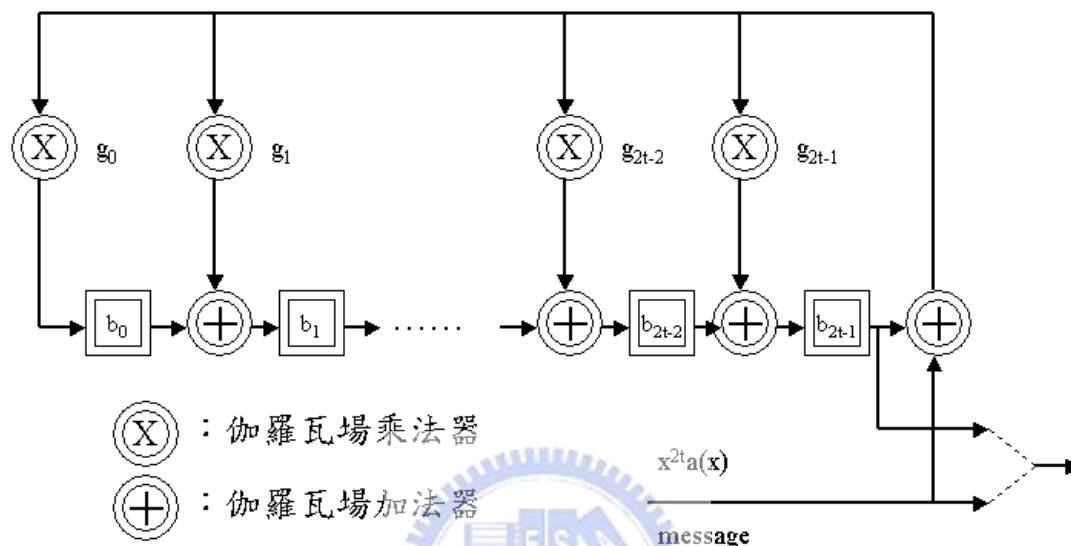 X g₀ X g₁ X g₂ₜ₋₂ X g₂ₜ₋₁
b₀ + b₁ ...... + b₂ₜ₋₂ + b₂ₜ₋₁ +
X ：伽羅瓦場乘法器
+ ：伽羅瓦場加法器
x²ᵗa(x)
message